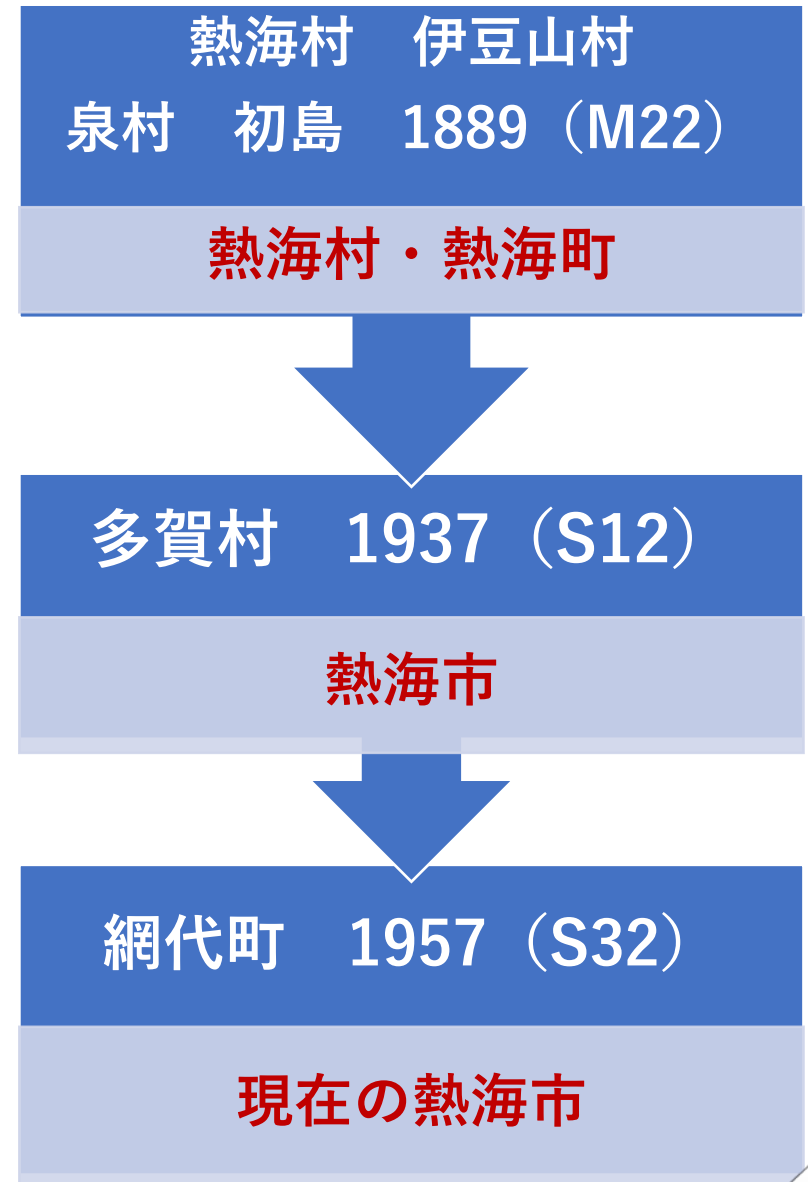 熱海村　伊豆山村
泉村　初島　1889（M22）
熱海村・熱海町
多賀村　1937（S12）
熱海市
網代町　1957（S32）
現在の熱海市